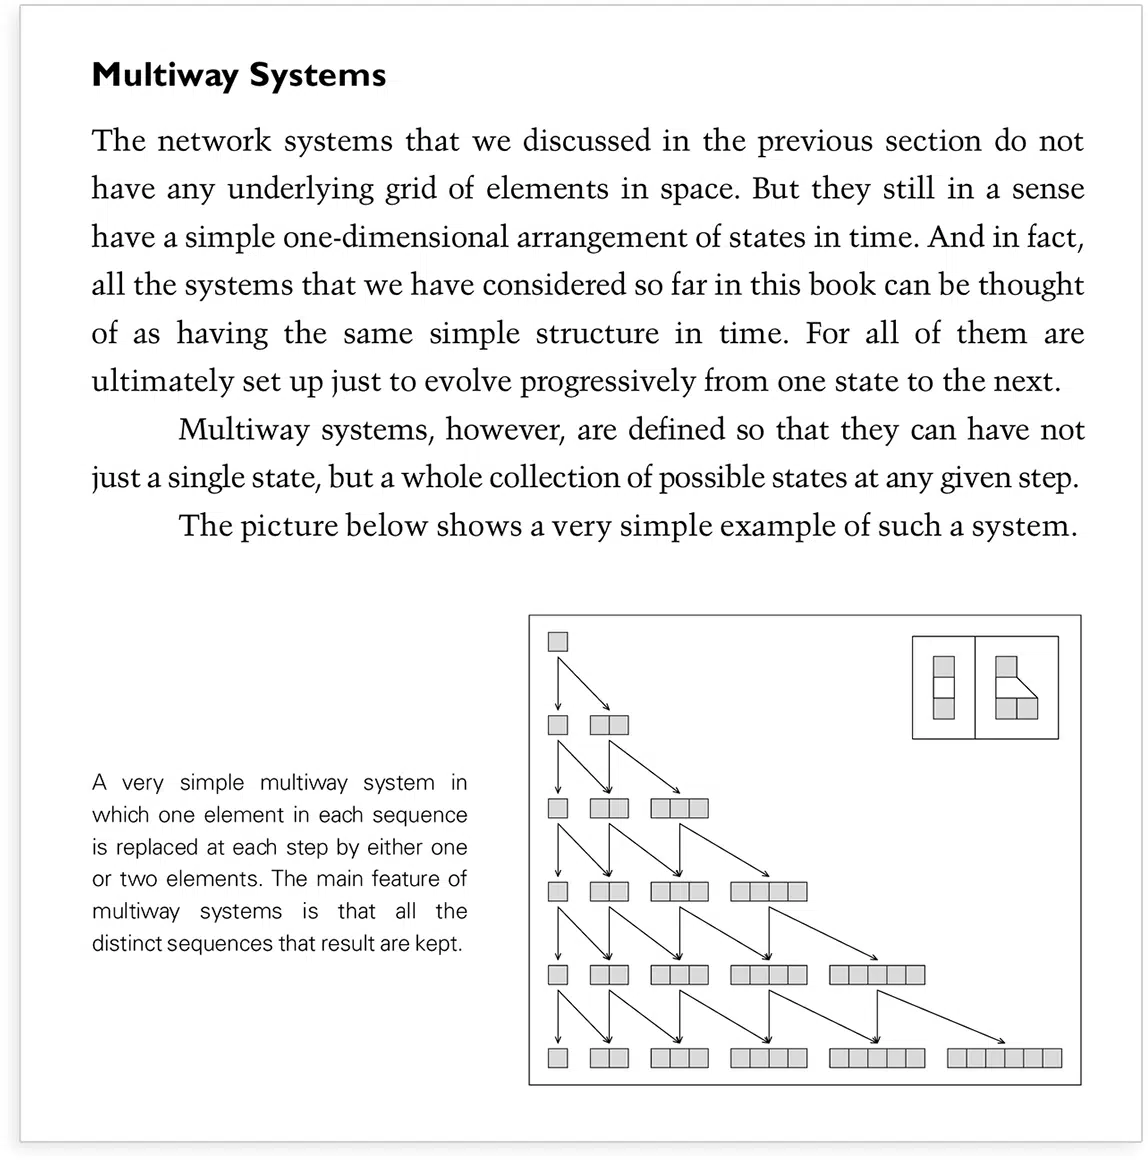 Multiway Systems
The network systems that we discussed in the previous section do not
have any underlying grid of elements in space. But they still in a sense
have a simple one-dimensional arrangement of states in time. And in fact,
all the systems that we have considered so far in this book can be thought
of as having the same simple structure in time. For all of them are
ultimately set up just to evolve progressively from one state to the next.
Multiway systems, however, are defined so that they can have not
just a single state, but a whole collection of possible states at any given step.
The picture below shows a very simple example of such a system.
A very simple multiway system in
which one element in each sequence
is replaced at each step by either one
or two elements. The main feature of
multiway systems is that all the
distinct sequences that result are kept.